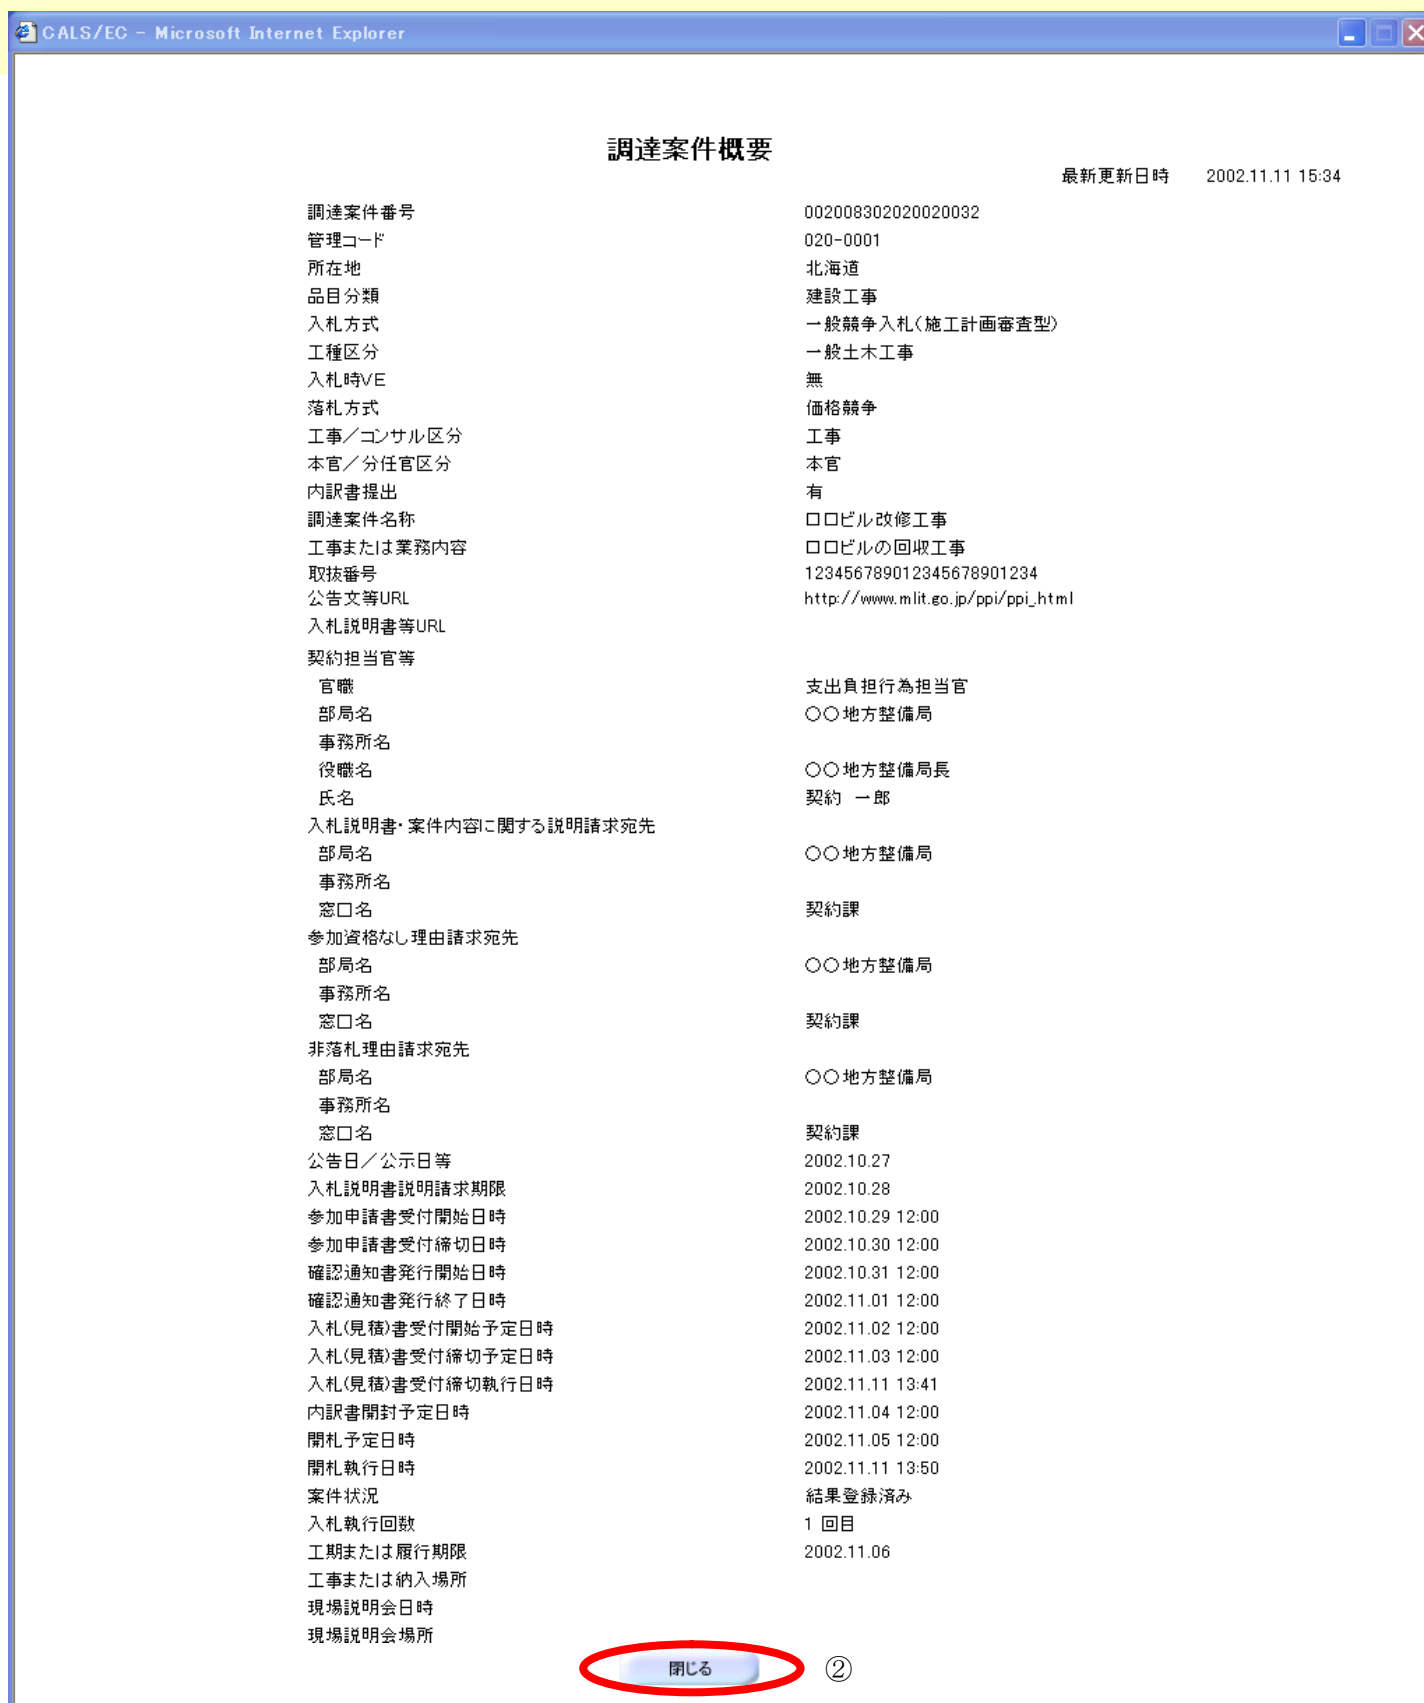 CALS/EC - Microsoft Internet Explorer
調達案件概要
最新更新日時 2002.11.11 15:34
調達案件番号 002008302020020032
管理コード 020-0001
所在地 北海道
品目分類 建設工事
入札方式 一般競争入札(施工計画審査型)
工種区分 一般土木工事
入札時VE 無
落札方式 価格競争
工事/コンサル区分 工事
本官/分任官区分 本官
内訳書提出 有
調達案件名称 ロロビル改修工事
工事または業務内容 ロロビルの回収工事
取抜番号 123456789012345678901234
公告文等URL http://www.mlit.go.jp/ppi/ppi_html
入札説明書等URL
契約担当官等
官職 支出負担行為担当官
部局名 〇〇地方整備局
事務所名
役職名 〇〇地方整備局長
氏名 契約 一郎
入札説明書・案件内容に関する説明請求宛先
部局名 〇〇地方整備局
事務所名
窓口名 契約課
参加資格なし理由請求宛先
部局名 〇〇地方整備局
事務所名
窓口名 契約課
非落札理由請求宛先
部局名 〇〇地方整備局
事務所名
窓口名 契約課
公告日/公示日等 2002.10.27
入札説明書説明請求期限 2002.10.28
参加申請書受付開始日時 2002.10.29 12:00
参加申請書受付締切日時 2002.10.30 12:00
確認通知書発行開始日時 2002.10.31 12:00
確認通知書発行終了日時 2002.11.01 12:00
入札(見積)書受付開始予定日時 2002.11.02 12:00
入札(見積)書受付締切予定日時 2002.11.03 12:00
入札(見積)書受付締切執行日時 2002.11.11 13:41
内訳書開封予定日時 2002.11.04 12:00
開札予定日時 2002.11.05 12:00
開札執行日時 2002.11.11 13:50
案件状況 結果登録済み
入札執行回数 1 回目
工期または履行期限 2002.11.06
工事または納入場所
現場説明会日時
現場説明会場所
閉じる ②